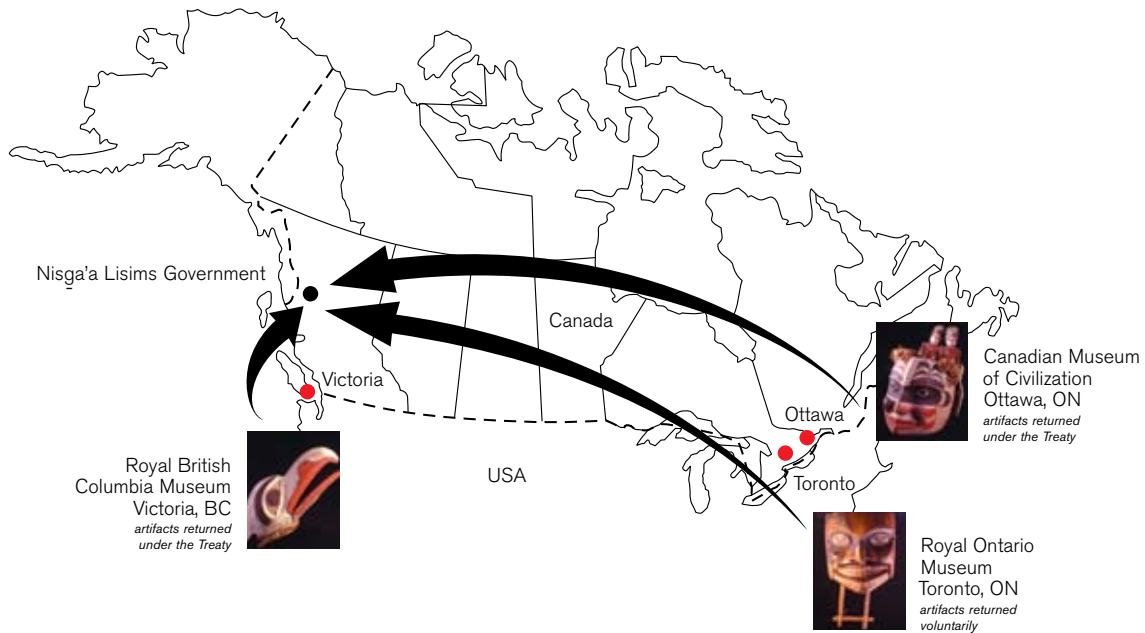 Nisg̱a'a Lisims Government
Canada
Victoria
USA
Ottawa
Toronto
Royal British
Columbia Museum
Victoria, BC
artifacts returned
under the Treaty
Canadian Museum
of Civilization
Ottawa, ON
artifacts returned
under the Treaty
Royal Ontario
Museum
Toronto, ON
artifacts returned
voluntarily